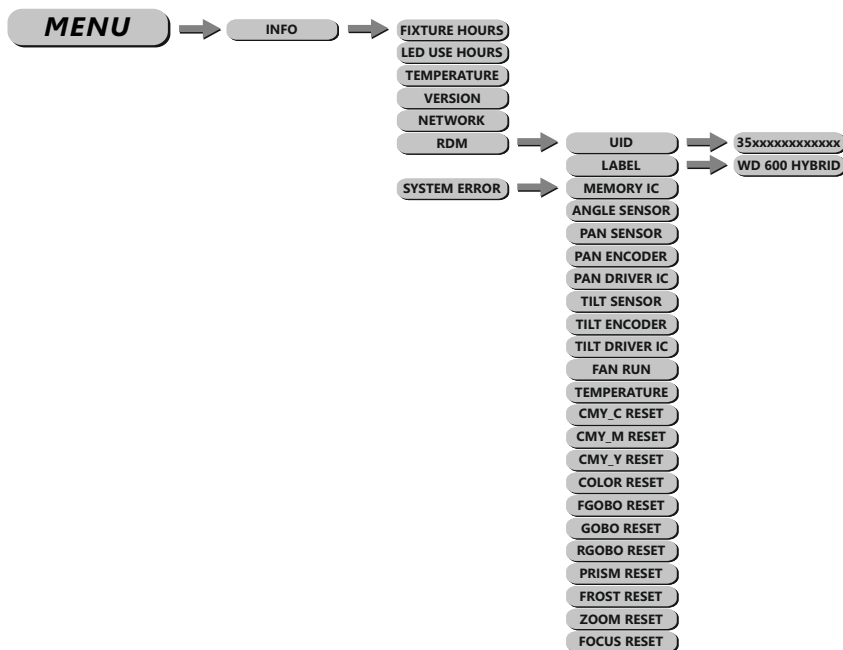 MENU INFO FIXTURE HOURS
LED USE HOURS
TEMPERATURE
VERSION
NETWORK
RDM UID 35xxxxxxxxxxxx
LABEL WD 600 HYBRID
SYSTEM ERROR MEMORY IC
ANGLE SENSOR
PAN SENSOR
PAN ENCODER
PAN DRIVER IC
TILT SENSOR
TILT ENCODER
TILT DRIVER IC
FAN RUN
TEMPERATURE
CMY_C RESET
CMY_M RESET
CMY_Y RESET
COLOR RESET
FGOBO RESET
GOBO RESET
RGOBO RESET
PRISM RESET
FROST RESET
ZOOM RESET
FOCUS RESET